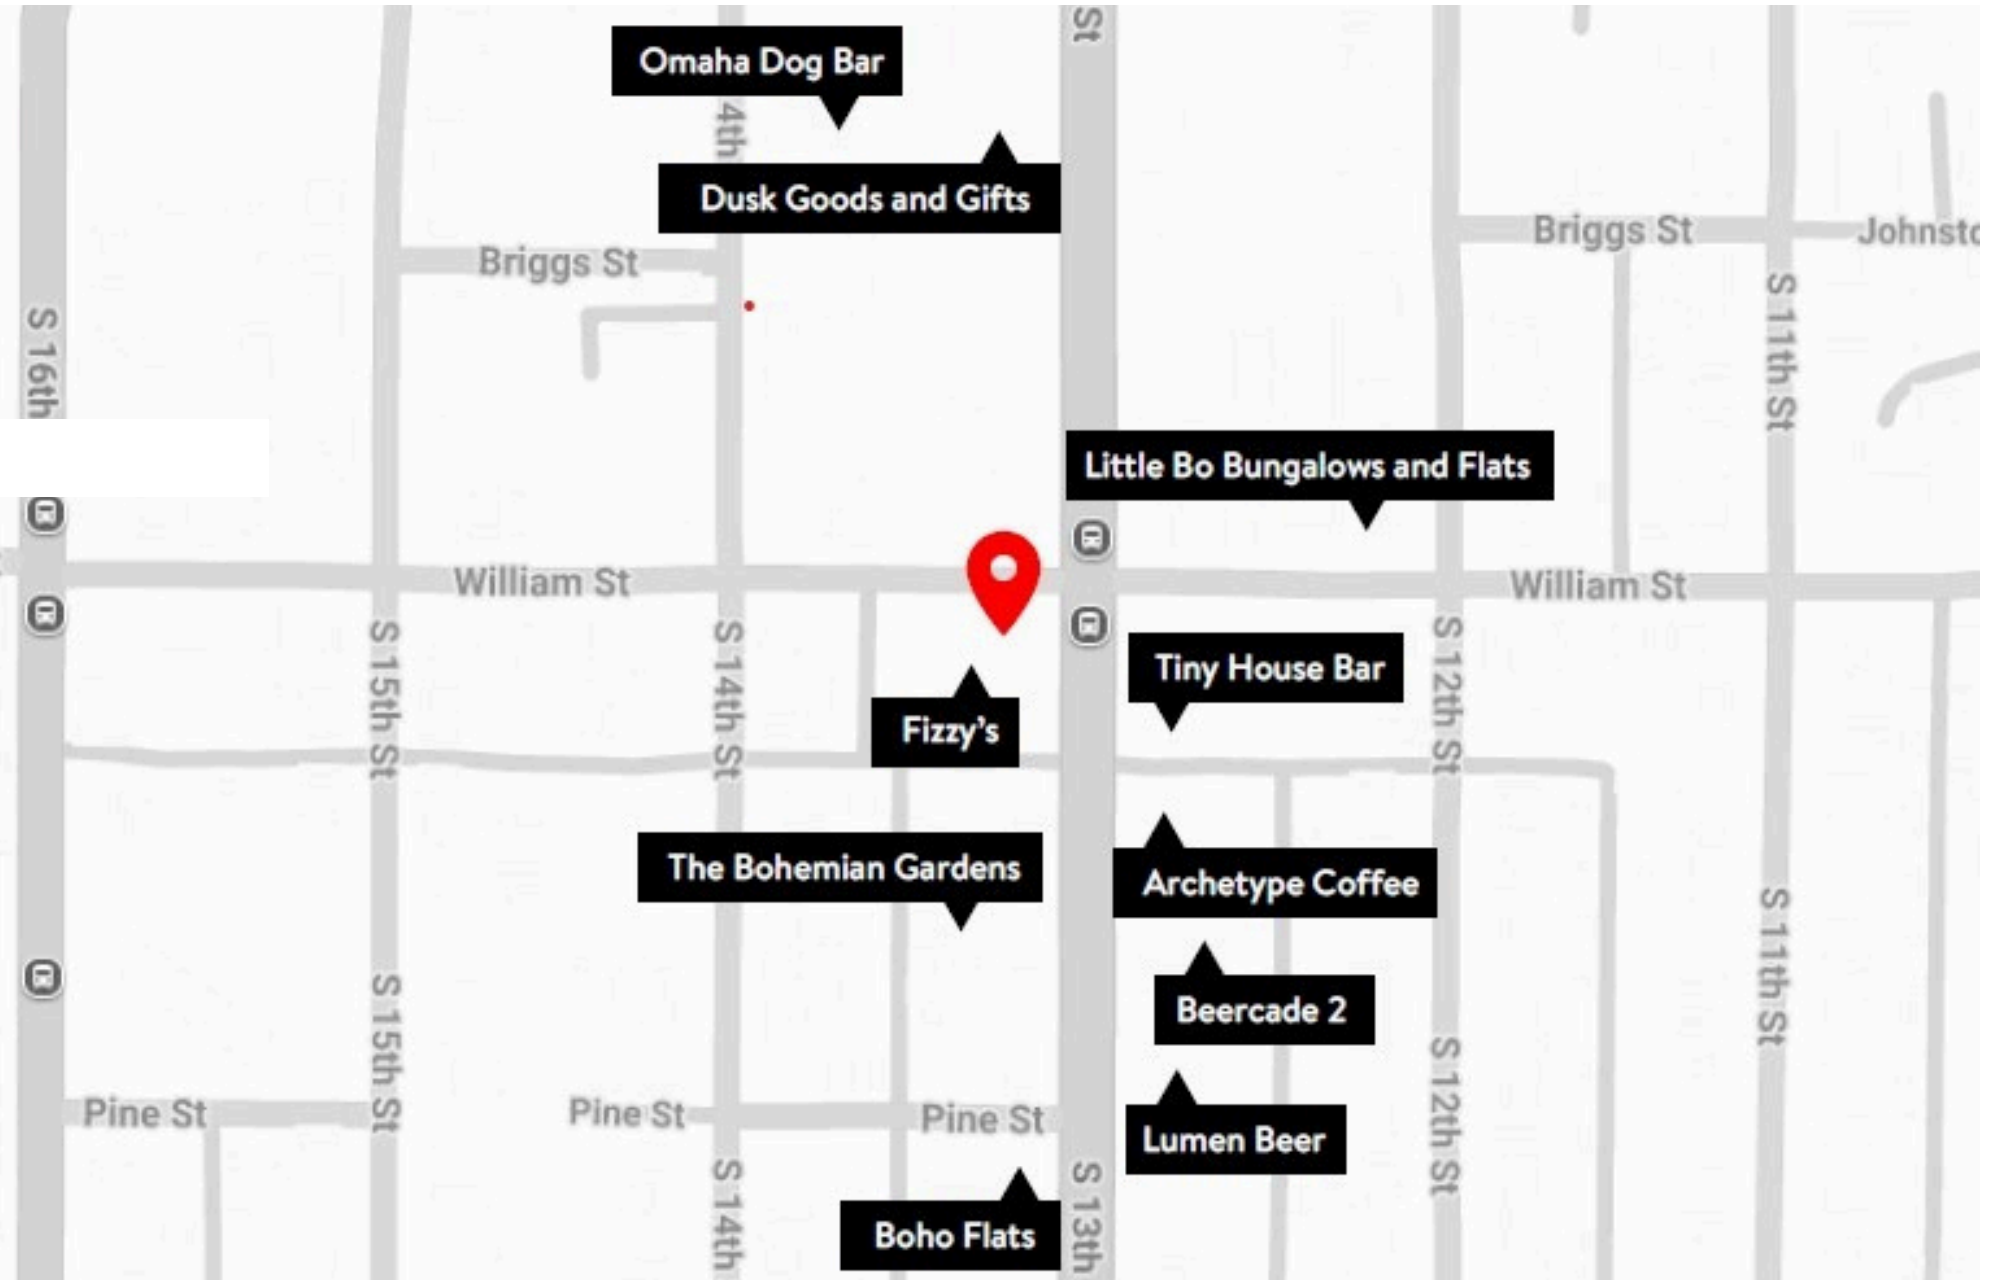 St
Omaha Dog Bar
4th
Dusk Goods and Gifts
Briggs St
Briggs St
Johnsto
S 16th
S 11th St
Little Bo Bungalows and Flats
William St
William St
S 15th St
S 14th St
S 12th St
Tiny House Bar
Fizzy's
The Bohemian Gardens
Archetype Coffee
S 11th St
Beercade 2
S 15th St
S 12th St
Pine St
Pine St
Pine St
Lumen Beer
S 14th
S 13th
Boho Flats